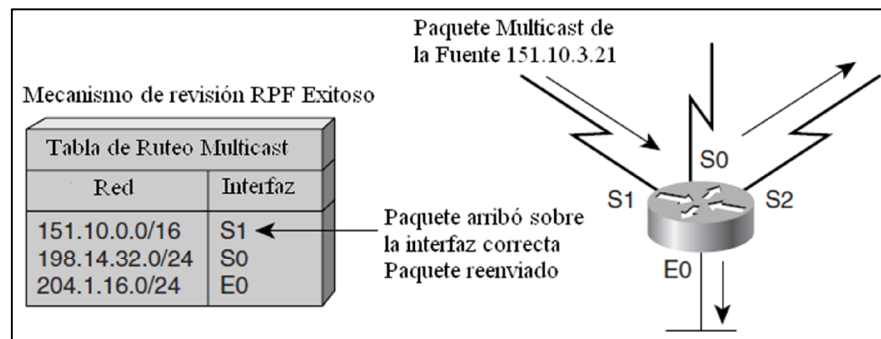 Paquete Multicast de
la Fuente 151.10.3.21
Mecanismo de revisión RPF Exitoso
Tabla de Ruteo Multicast
Red Interfaz
151.10.0.0/16 S1
198.14.32.0/24 S0
204.1.16.0/24 E0
Paquete arribó sobre
la interfaz correcta
Paquete reenviado
S0
S1
S2
E0